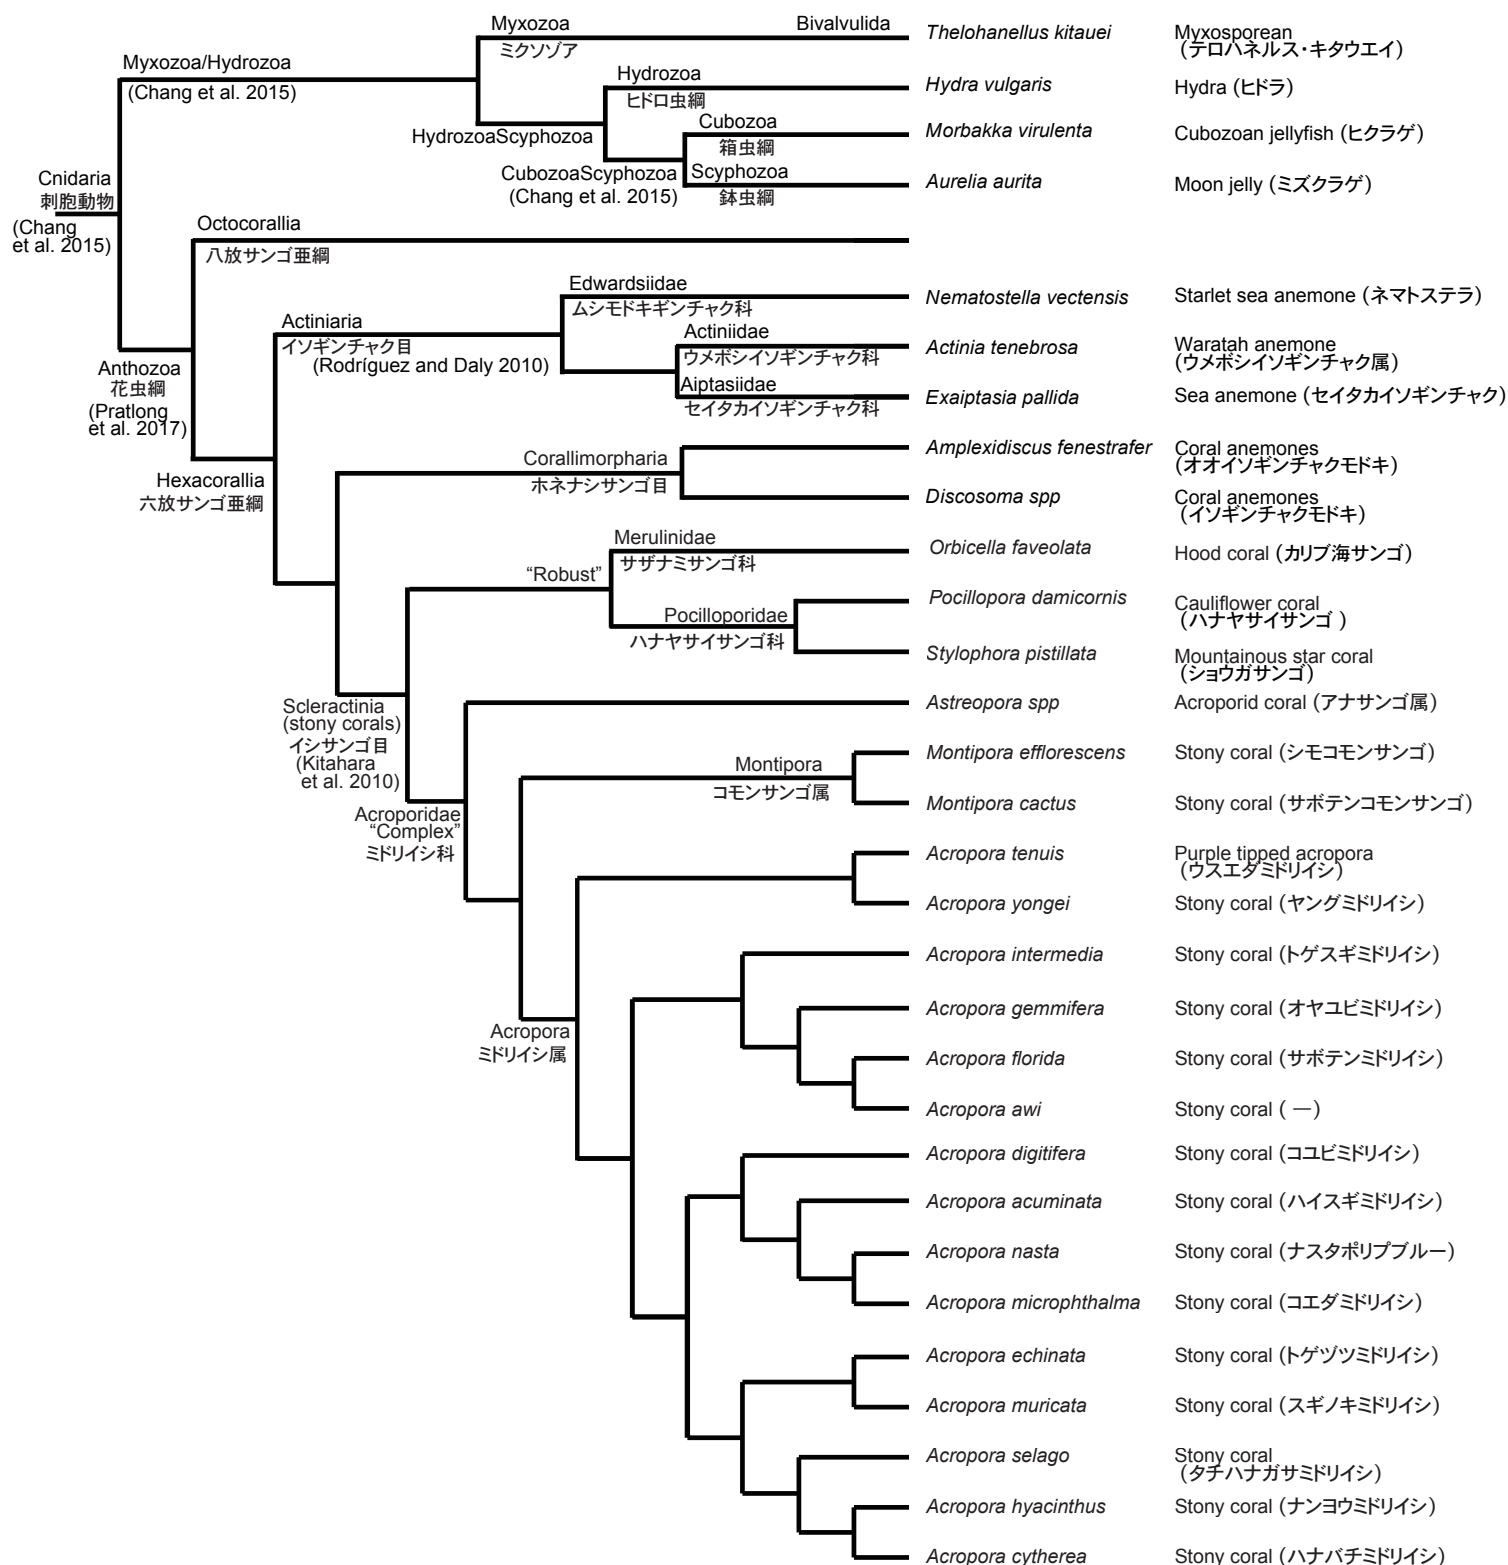 Myxozoa
Bivalvulida
Thelohanellus kitauei
Myxosporean
ミクソゾア
(テロハネルス・キタウエイ)
Myxozoa/Hydrozoa
(Chang et al. 2015)
Hydrozoa
Hydra vulgaris
Hydra (ヒドラ)
ヒドロ虫綱
HydrozoaScyphozoa
Cubozoa
Morbakka virulenta
Cubozoan jellyfish (ヒクラゲ)
箱虫綱
CubozoaScyphozoa
(Chang et al. 2015)
Scyphozoa
Aurelia aurita
Moon jelly (ミズクラゲ)
鉢虫綱
Cnidaria
刺胞動物
(Chang
et al. 2015)
Octocorallia
八放サンゴ亜綱
Edwardsiidae
Nematostella vectensis
Starlet sea anemone (ネマトステラ)
ムシモドキギンチャク科
Actiniaria
イソギンチャク目
(Rodríguez and Daly 2010)
Actiniidae
Actinia tenebrosa
Waratah anemone
ウメボシイソギンチャク科
(ウメボシイソギンチャク属)
Aiptasiidae
Exaiptasia pallida
Sea anemone (セイタカイソギンチャク)
セイタカイソギンチャク科
Anthozoa
花虫綱
(Pratlong
et al. 2017)
Hexacorallia
六放サンゴ亜綱
Corallimorpharia
ホネナシサンゴ目
Amplexidiscus fenestrafer
Coral anemones
(オオイソギンチャクモドキ)
Discosoma spp
Coral anemones
(イソギンチャクモドキ)
Merulinidae
Orbicella faveolata
Hood coral (カリブ海サンゴ)
サザナミサンゴ科
“Robust”
Pocilloporidae
ハナヤサイサンゴ科
Pocillopora damicornis
Cauliflower coral
(ハナヤサイサンゴ )
Stylophora pistillata
Mountainous star coral
(ショウガサンゴ)
Scleractinia
(stony corals)
イシサンゴ目
(Kitahara
et al. 2010)
Astreopora spp
Acroporid coral (アナサンゴ属)
Montipora
コモンサンゴ属
Montipora efflorescens
Stony coral (シモコモンサンゴ)
Montipora cactus
Stony coral (サボテンコモンサンゴ)
Acroporidae
“Complex”
ミドリイシ科
Acropora tenuis
Purple tipped acropora
(ウスエダミドリイシ)
Acropora yongei
Stony coral (ヤングミドリイシ)
Acropora
ミドリイシ属
Acropora intermedia
Stony coral (トゲスギミドリイシ)
Acropora gemmifera
Stony coral (オヤユビミドリイシ)
Acropora florida
Stony coral (サボテンミドリイシ)
Acropora awi
Stony coral ( ―)
Acropora digitifera
Stony coral (コユビミドリイシ)
Acropora acuminata
Stony coral (ハイスギミドリイシ)
Acropora nasta
Stony coral (ナスタポリプブルー)
Acropora microphthalma
Stony coral (コエダミドリイシ)
Acropora echinata
Stony coral (トゲヅツミドリイシ)
Acropora muricata
Stony coral (スギノキミドリイシ)
Acropora selago
Stony coral
(タチハナガサミドリイシ)
Acropora hyacinthus
Stony coral (ナンヨウミドリイシ)
Acropora cytherea
Stony coral (ハナバチミドリイシ)